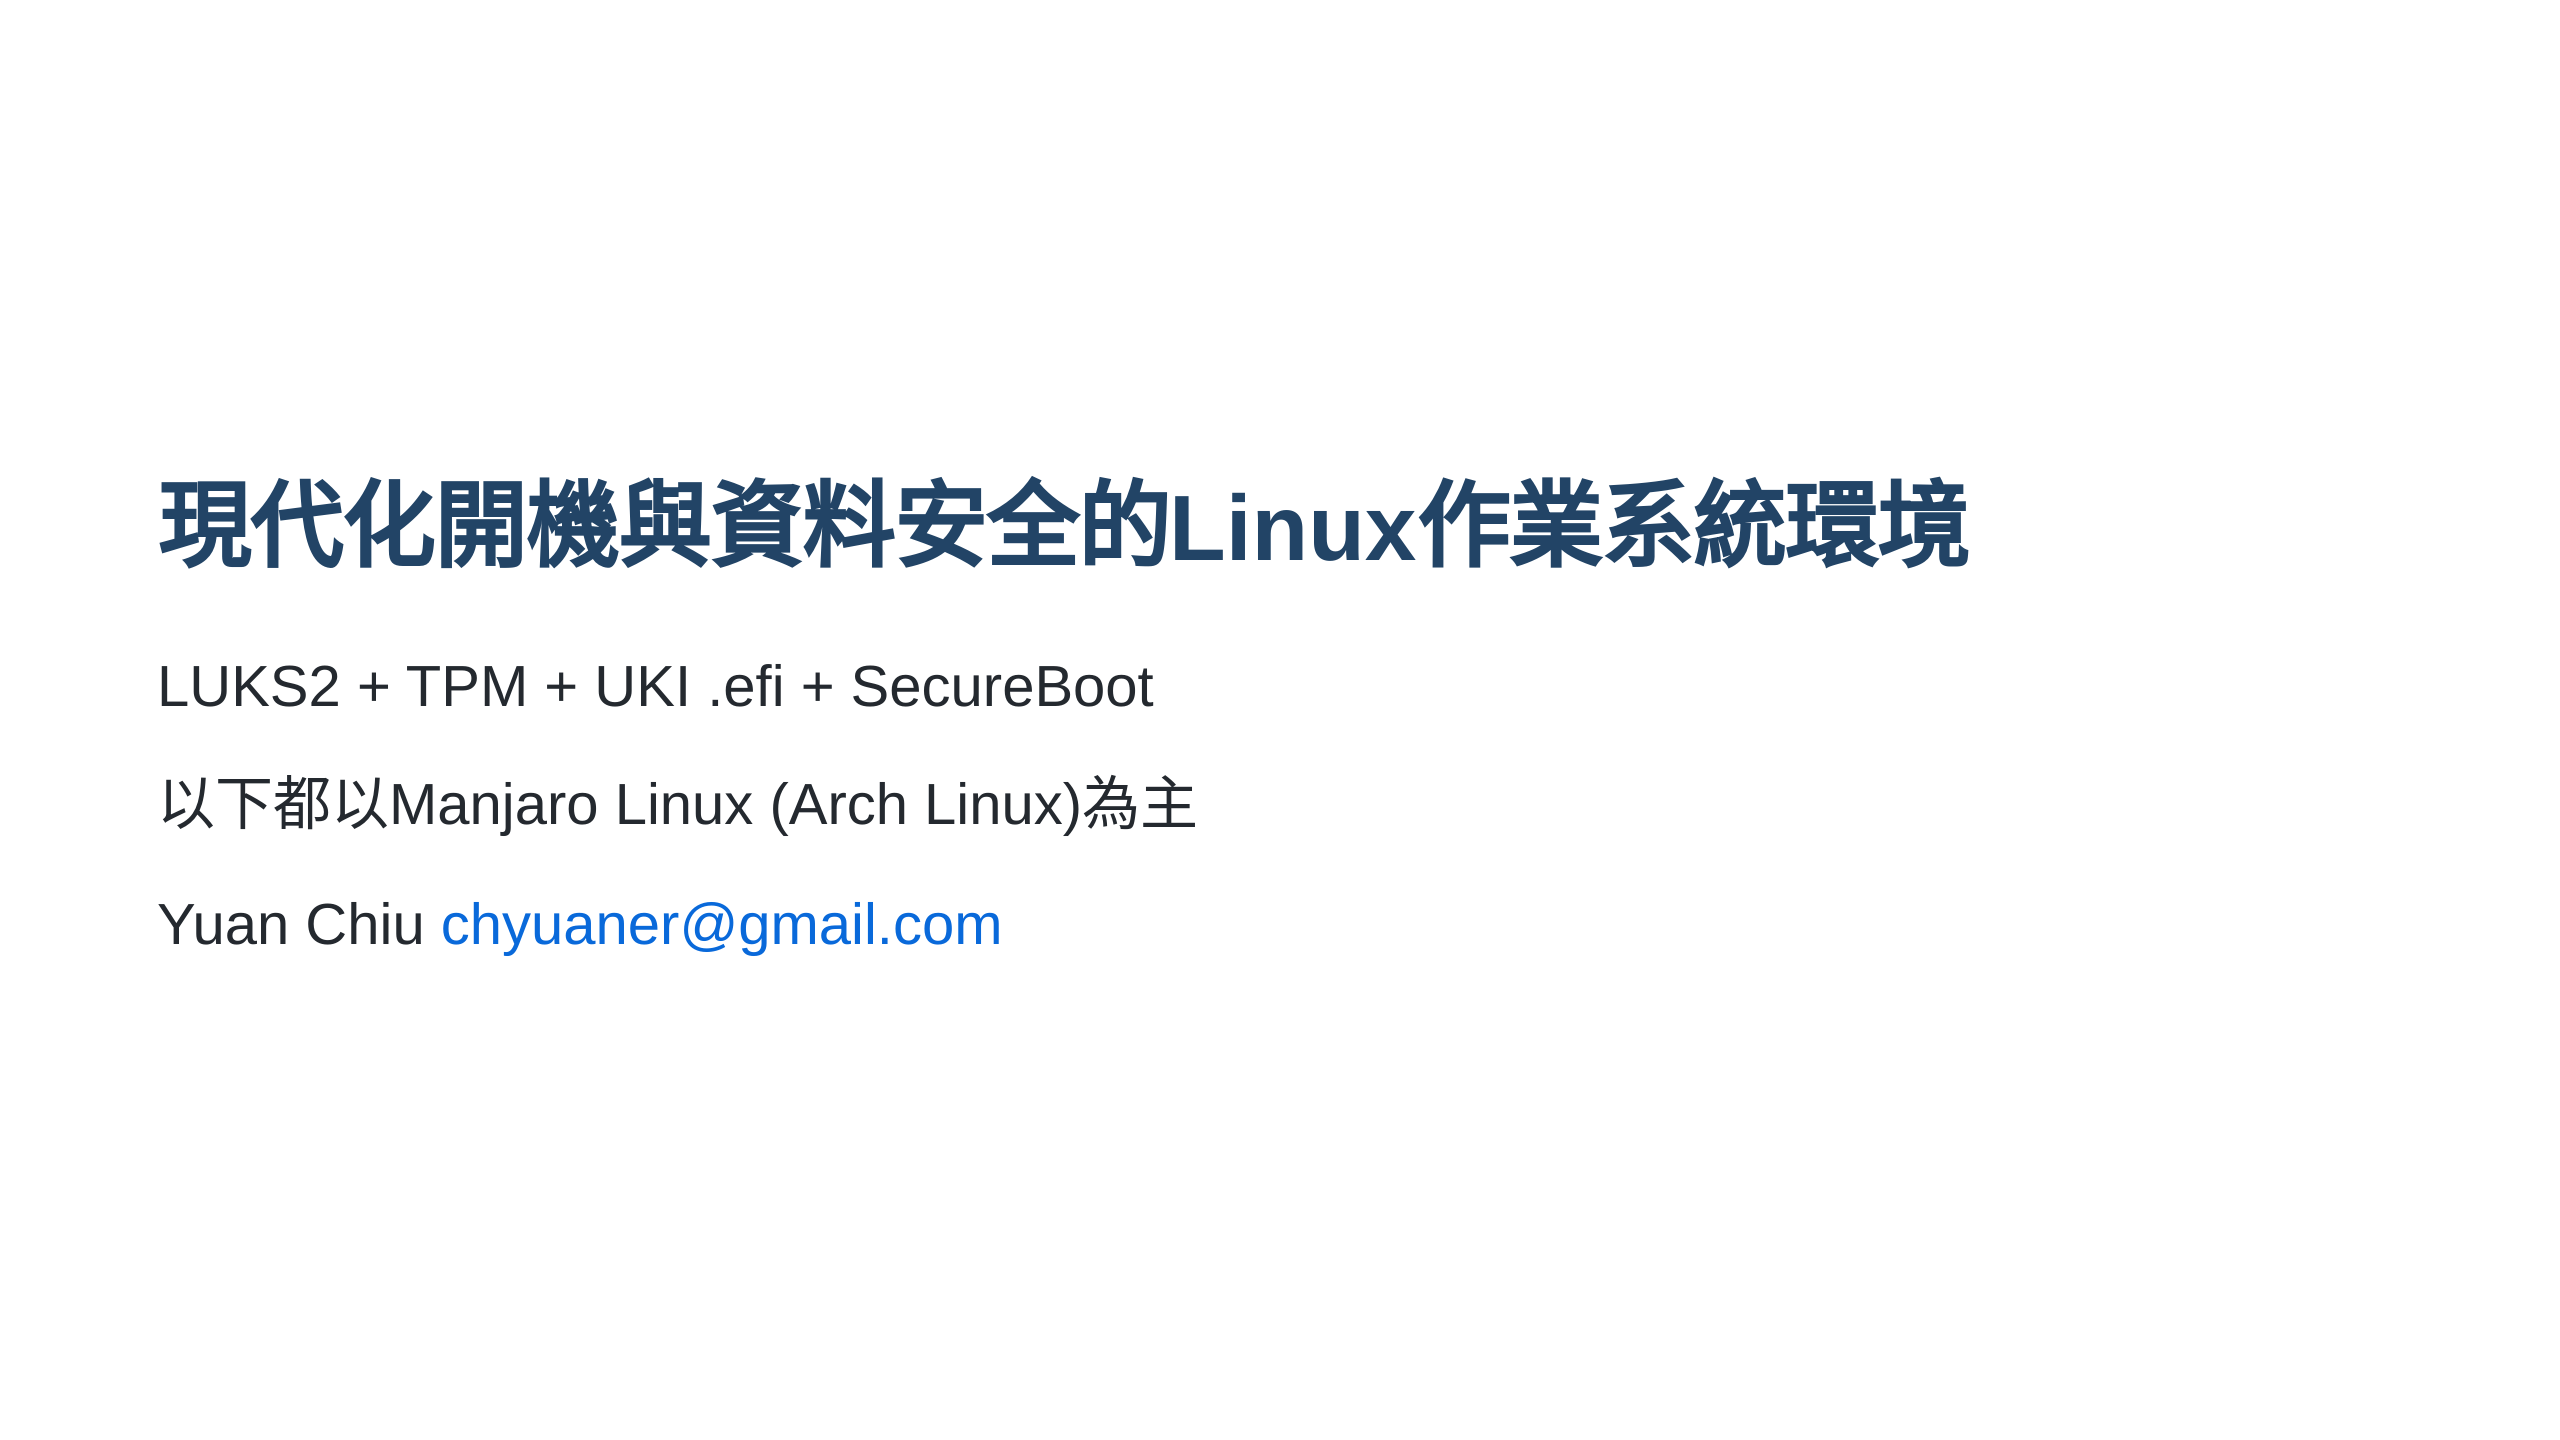 現代化開機與資料安全的Linux作業系統環境
LUKS2 + TPM + UKI .efi + SecureBoot
以下都以Manjaro Linux (Arch Linux)為主
Yuan Chiu chyuaner@gmail.com